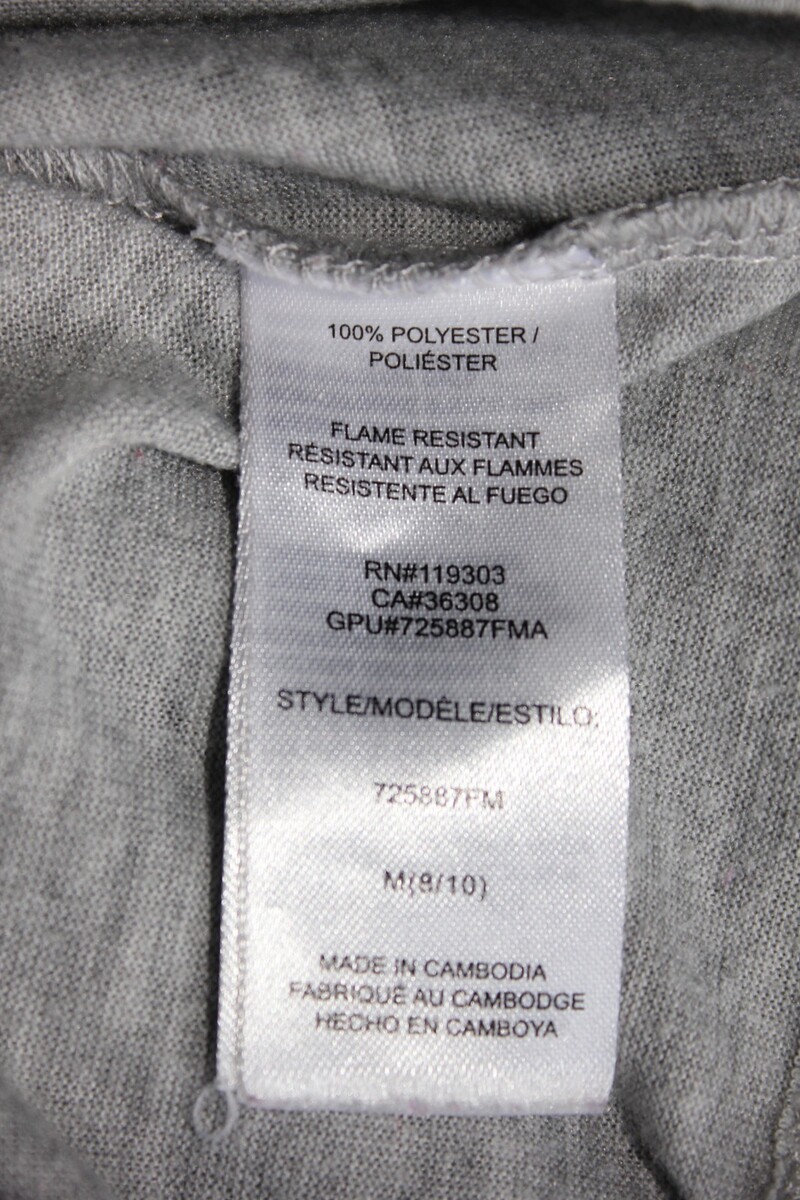 100% POLYESTER /
POLIÉSTER
FLAME RESISTANT
RÉSISTANT AUX FLAMMES
RESISTENTE AL FUEGO
RN#119303
CA#36308
GPU#725887FMA
STYLE/MODÈLE/ESTILO:
725887FM
M(8/10)
MADE IN CAMBODIA
FABRIQUÉ AU CAMBODGE
HECHO EN CAMBOYA